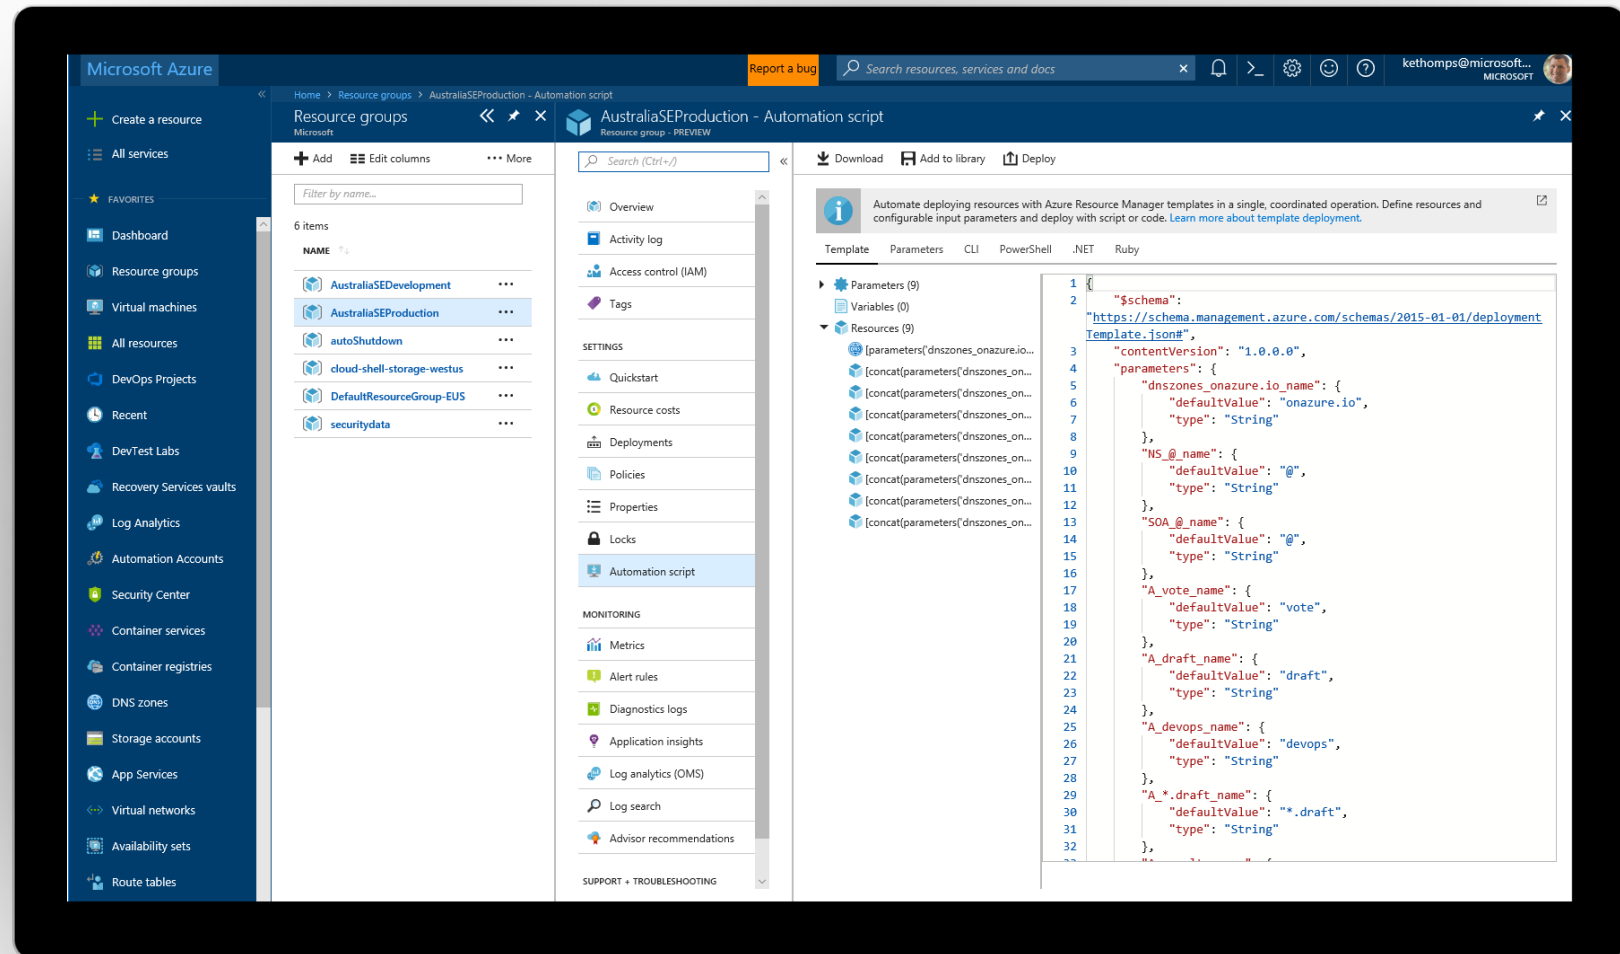 Microsoft Azure
Report a bug
Search resources, services and docs
kethomps@microsoft...
MICROSOFT
Home > Resource groups > AustraliaSEProduction - Automation script
Create a resource
All services
FAVORITES
Dashboard
Resource groups
Virtual machines
All resources
DevOps Projects
Recent
DevTest Labs
Recovery Services vaults
Log Analytics
Automation Accounts
Security Center
Container services
Container registries
DNS zones
Storage accounts
App Services
Virtual networks
Availability sets
Route tables
Resource groups
Microsoft
Add Edit columns ••• More
Filter by name...
6 items
NAME
AustraliaSEDevelopment
AustraliaSEProduction
autoShutdown
cloud-shell-storage-westus
DefaultResourceGroup-EUS
securitydata
AustraliaSEProduction - Automation script
Resource group - PREVIEW
Search (Ctrl+/)
Overview
Activity log
Access control (IAM)
Tags
SETTINGS
Quickstart
Resource costs
Deployments
Policies
Properties
Locks
Automation script
MONITORING
Metrics
Alert rules
Diagnostics logs
Application insights
Log analytics (OMS)
Log search
Advisor recommendations
SUPPORT + TROUBLESHOOTING
Download Add to library Deploy
Automate deploying resources with Azure Resource Manager templates in a single, coordinated operation. Define resources and
configurable input parameters and deploy with script or code. Learn more about template deployment.
Template Parameters CLI PowerShell .NET Ruby
Parameters (9)
Variables (0)
Resources (9)
[parameters('dnszones_onazure.io...
[concat(parameters('dnszones_on...
[concat(parameters('dnszones_on...
[concat(parameters('dnszones_on...
[concat(parameters('dnszones_on...
[concat(parameters('dnszones_on...
[concat(parameters('dnszones_on...
[concat(parameters('dnszones_on...
[concat(parameters('dnszones_on...
1 {
2 "$schema":
"https://schema.management.azure.com/schemas/2015-01-01/deployment
Template.json#",
3 "contentVersion": "1.0.0.0",
4 "parameters": {
5 "dnszones_onazure.io_name": {
6 "defaultValue": "onazure.io",
7 "type": "String"
8 },
9 "NS_@_name": {
10 "defaultValue": "@",
11 "type": "String"
12 },
13 "SOA_@_name": {
14 "defaultValue": "@",
15 "type": "String"
16 },
17 "A_vote_name": {
18 "defaultValue": "vote",
19 "type": "String"
20 },
21 "A_draft_name": {
22 "defaultValue": "draft",
23 "type": "String"
24 },
25 "A_devops_name": {
26 "defaultValue": "devops",
27 "type": "String"
28 },
29 "A_*.draft_name": {
30 "defaultValue": "*.draft",
31 "type": "String"
32 },